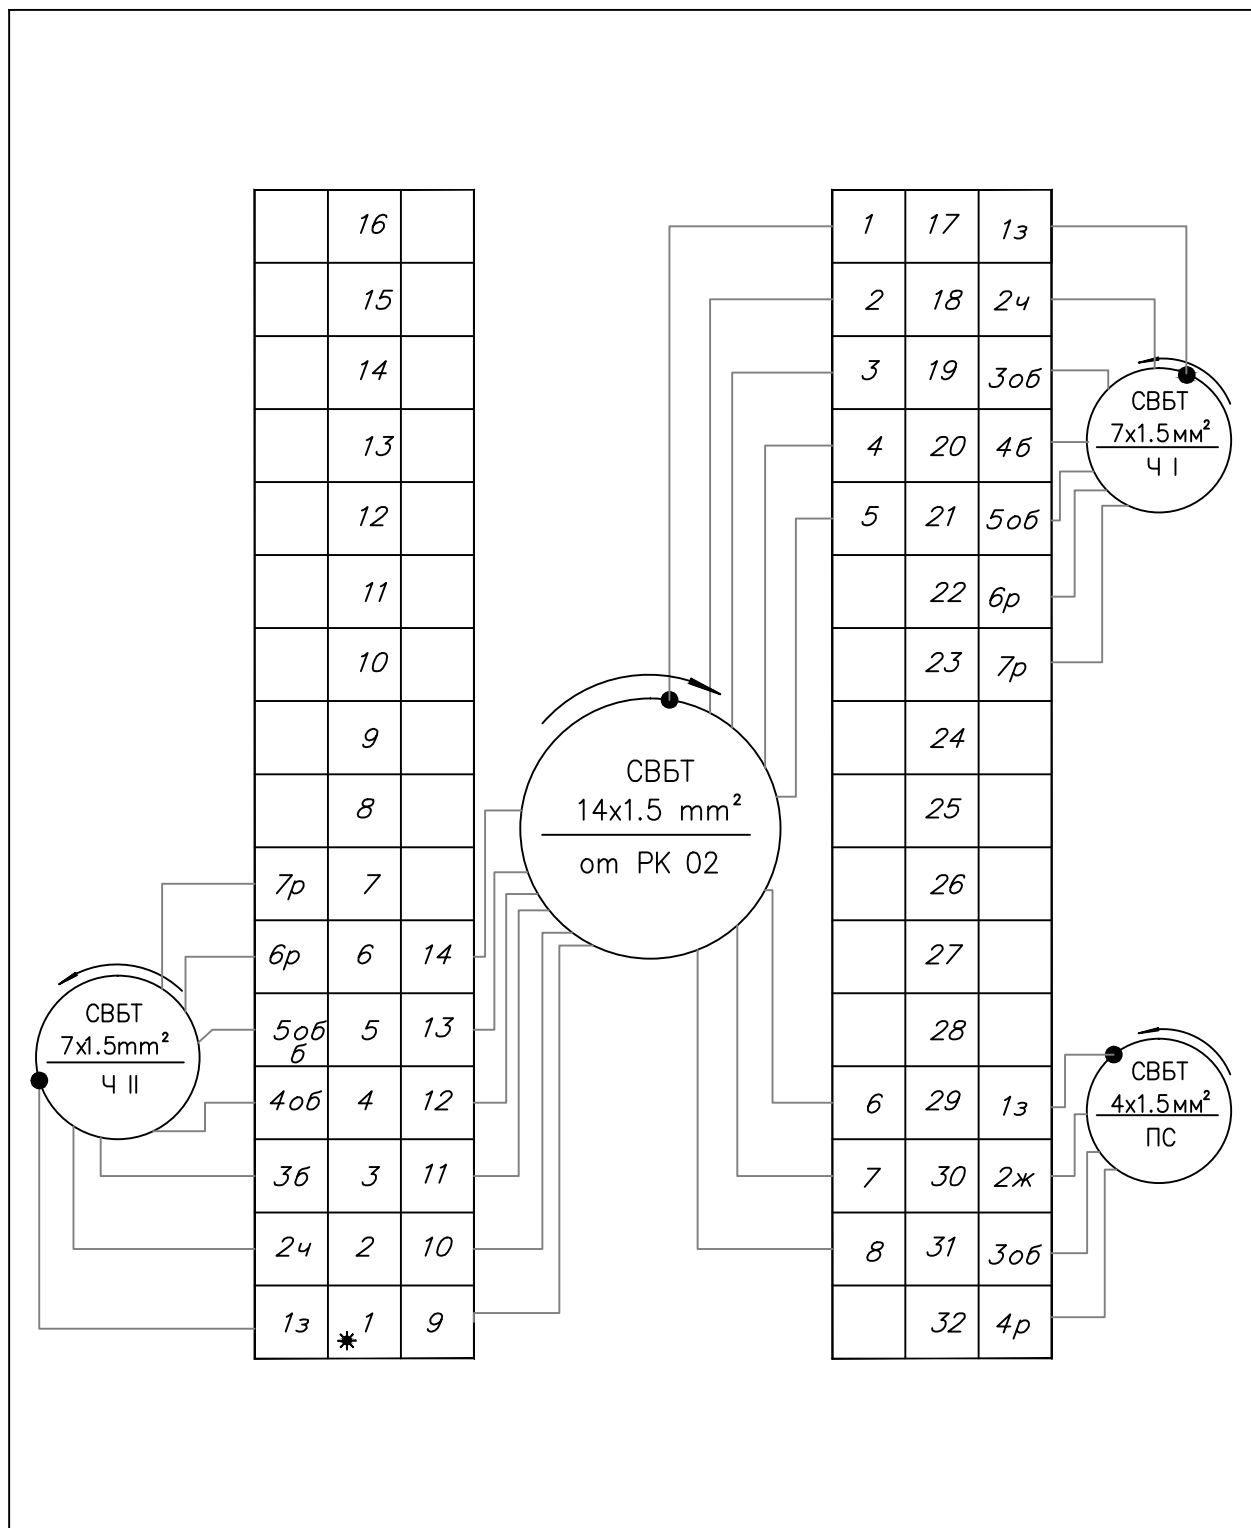 16
15
14
13
12
11
10
9
8
7р 7
6р 6 14
5об 5 13
б
4об 4 12
3б 3 11
2ч 2 10
1з 1 9
СВБТ
7x1.5mm²
Ч II
СВБТ
14x1.5 mm²
от РК 02
1 17 1з
2 18 2ч
3 19 3об
4 20 4б
5 21 5об
22 6р
23 7р
24
25
26
27
28
6 29 1з
7 30 2ж
8 31 3об
32 4р
СВБТ
7x1.5мм²
Ч I
СВБТ
4x1.5мм²
ПС